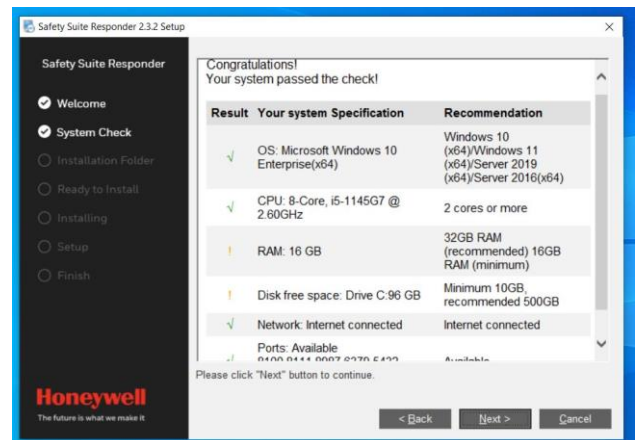 Safety Suite Responder 2.3.2 Setup
Safety Suite Responder
Welcome
System Check
Installation Folder
Ready to Install
Installing
Setup
Finish
Honeywell
The future is what we make it
Congratulations!
Your system passed the check!
Result Your system Specification Recommendation
OS: Microsoft Windows 10
Enterprise(x64)
Windows 10
(x64)/Windows 11
(x64)/Server 2019
(x64)/Server 2016(x64)
CPU: 8-Core, i5-1145G7 @
2.60GHz
2 cores or more
! RAM: 16 GB
32GB RAM
(recommended) 16GB
RAM (minimum)
! Disk free space: Drive C:96 GB
Minimum 10GB,
recommended 500GB
Network: Internet connected
Internet connected
Ports: Available
Please click "Next" button to continue.
< Back
Next >
Cancel